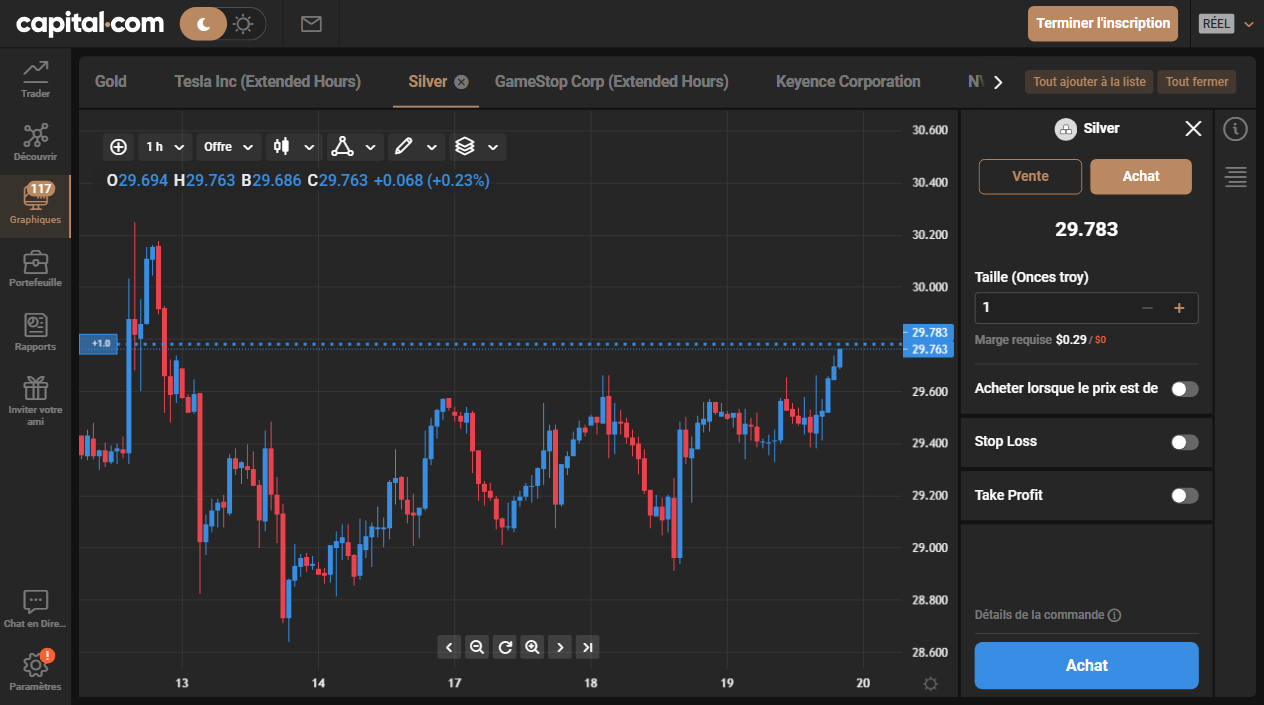 capital.com
Terminer l'inscription
RÉEL
Trader
Découvrir
117
Graphiques
Portefeuille
Rapports
Inviter votre
ami
Chat en Dire...
!
Paramètres
Gold
Tesla Inc (Extended Hours)
Silver
GameStop Corp (Extended Hours)
Keyence Corporation
Tout ajouter à la liste
Tout fermer
1 h
Offre
O29.694 H29.763 B29.686 C29.763 +0.068 (+0.23%)
+1.0
30.600
30.400
30.200
30.000
29.783
29.763
29.600
29.400
29.200
29.000
28.800
28.600
13
14
17
18
19
20
Silver
Vente
Achat
29.783
Taille (Onces troy)
1
Marge requise $0.29 / $0
Acheter lorsque le prix est de
Stop Loss
Take Profit
Détails de la commande
Achat